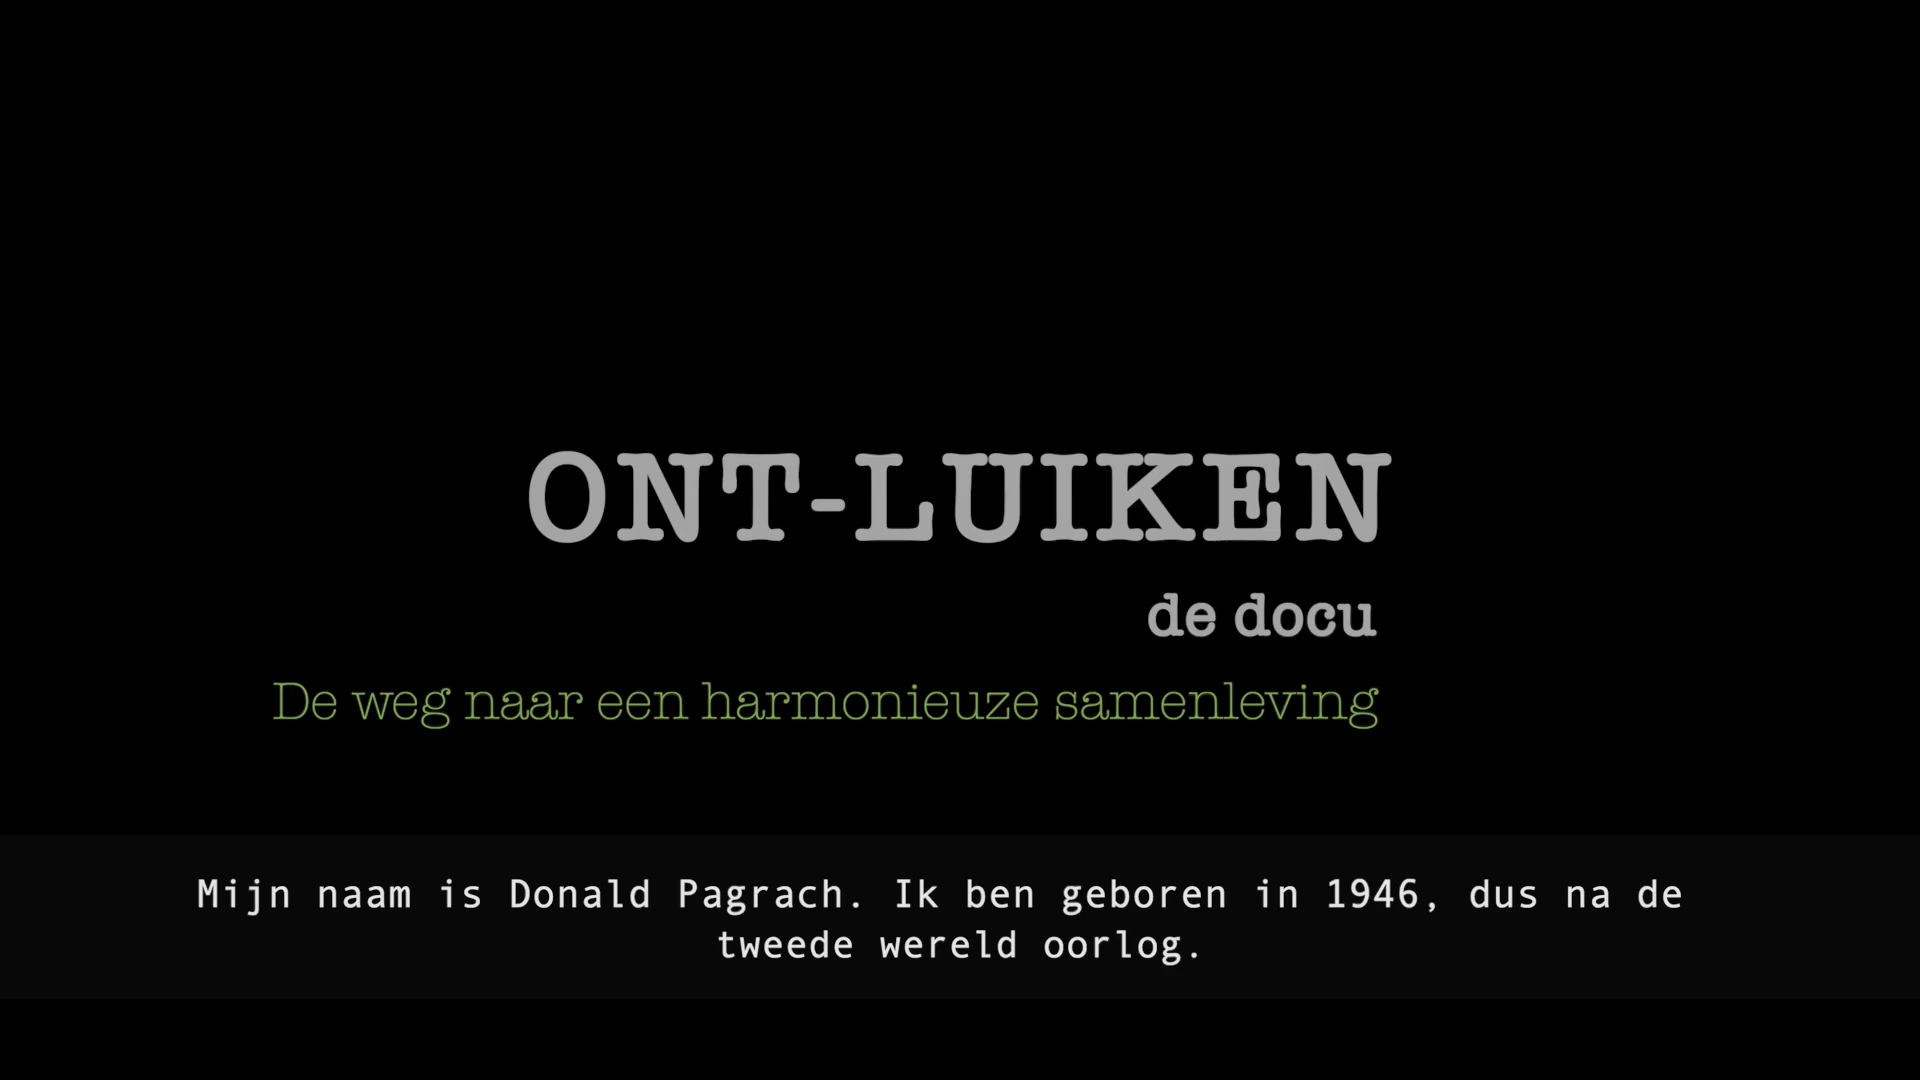 ONT-LUIKEN
de docu
De weg naar een harmonieuze samenleving
Mijn naam is Donald Pagrach. Ik ben geboren in 1946, dus na de
tweede wereld oorlog.